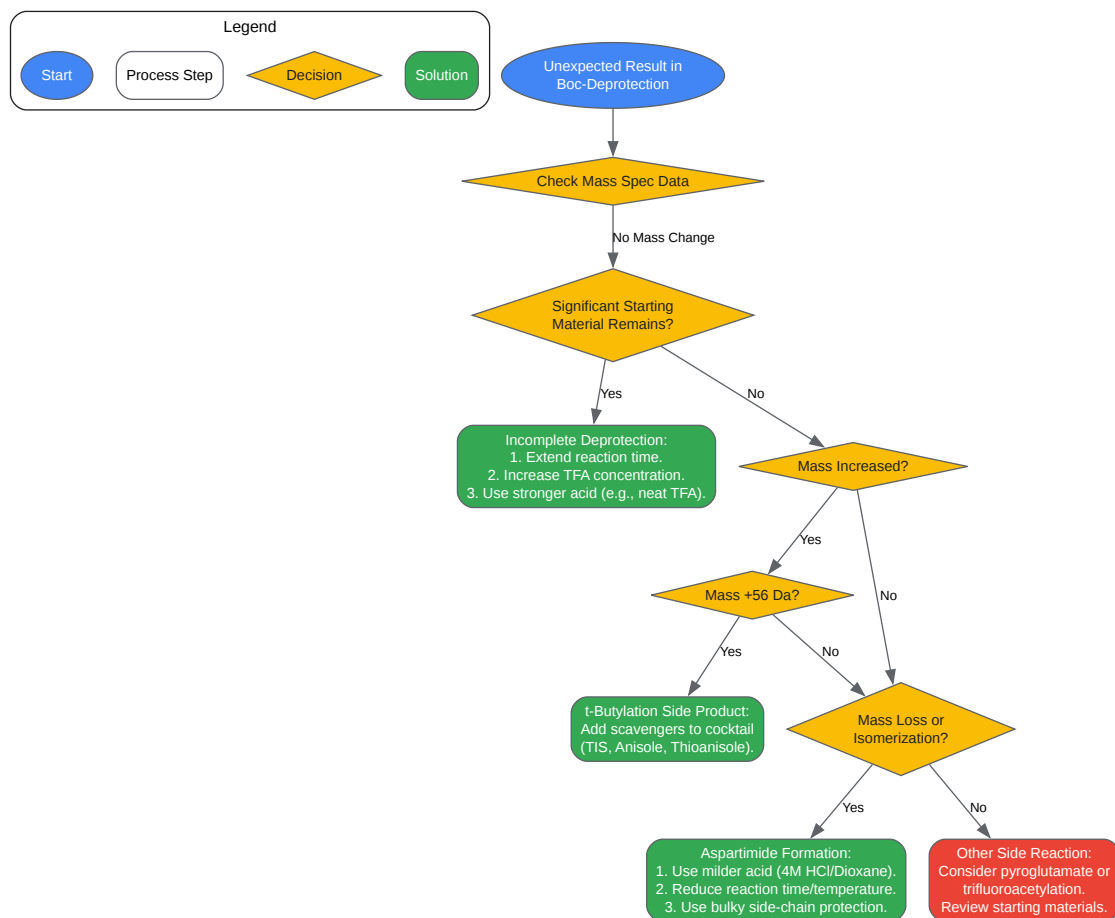 Legend
Start
Process Step
Decision
Solution
Unexpected Result in
Boc-Deprotection
Check Mass Spec Data
No Mass Change
Significant Starting
Material Remains?
Yes
No
Incomplete Deprotection:
1. Extend reaction time.
2. Increase TFA concentration.
3. Use stronger acid (e.g., neat TFA).
Mass Increased?
Yes
No
Mass +56 Da?
Yes
No
t-Butylation Side Product:
Add scavengers to cocktail
(TIS, Anisole, Thioanisole).
Mass Loss or
Isomerization?
Yes
No
Aspartimide Formation:
1. Use milder acid (4M HCl/Dioxane).
2. Reduce reaction time/temperature.
3. Use bulky side-chain protection.
Other Side Reaction:
Consider pyroglutamate or
trifluoroacetylation.
Review starting materials.